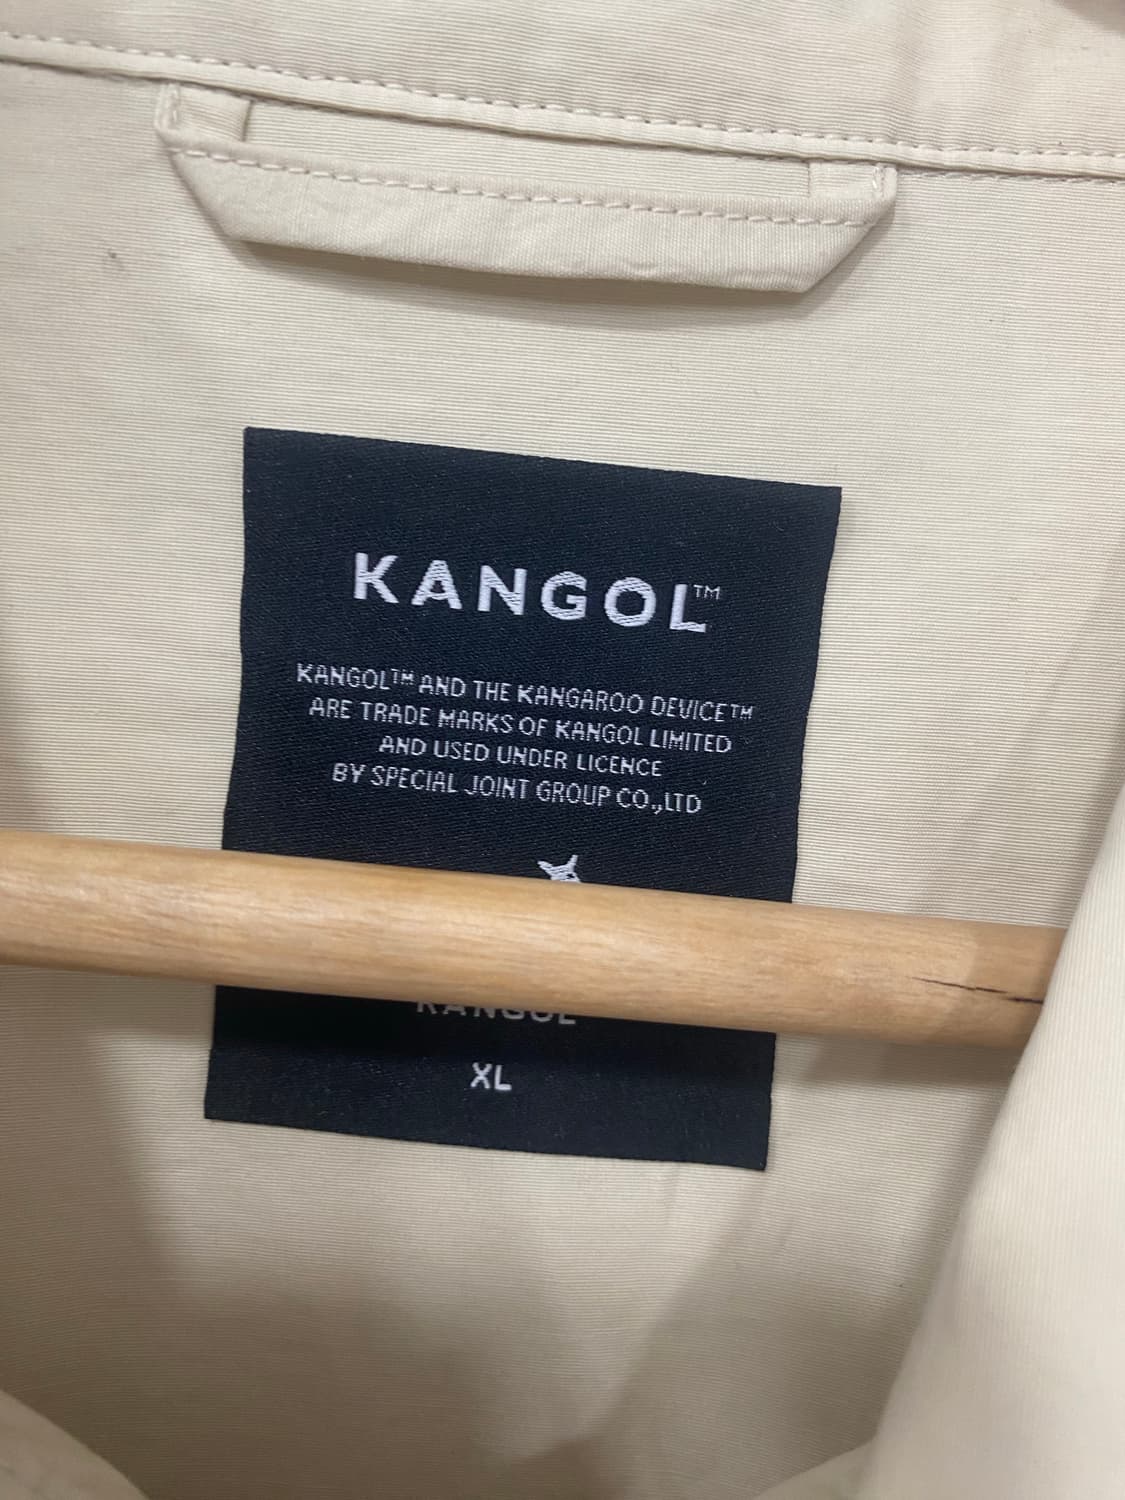 KANGOL™
KANGOL™ AND THE KANGAROO DEVICE™
ARE TRADE MARKS OF KANGOL LIMITED
AND USED UNDER LICENCE
BY SPECIAL JOINT GROUP CO.,LTD
KANGOL
XL